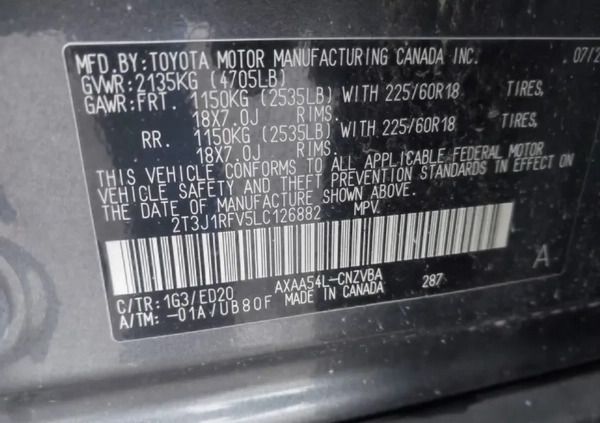 MFD. BY: TOYOTA MOTOR MANUFACTURING CANADA INC. 07/2
GVWR: 2135KG (4705LB)
GAWR: FRT. 1150KG (2535LB) WITH 225/60R18 TIRES,
18X7.0J RIMS.
RR. 1150KG (2535LB) WITH 225/60R18 TIRES,
18X7.0J RIMS.
THIS VEHICLE CONFORMS TO ALL APPLICABLE FEDERAL MOTOR
VEHICLE SAFETY AND THEFT PREVENTION STANDARDS IN EFFECT ON
THE DATE OF MANUFACTURE SHOWN ABOVE.
2T3J1RFV5LC126882 MPV
AXAA54L-CNZVBA 287 A
C/TR: 1G3/ED20 MADE IN CANADA
A/TM: -01A/UB80F